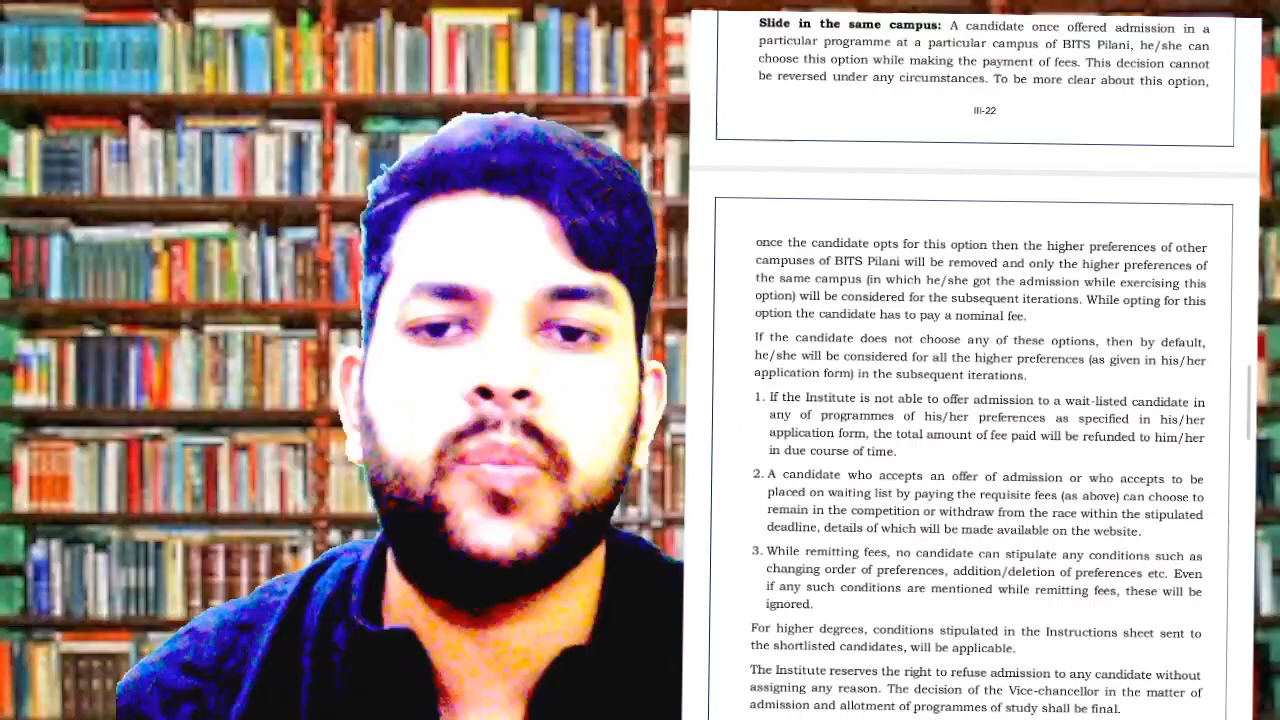 Slide in the same campus: A candidate once offered admission in a
particular programme at a particular campus of BITS Pilani, he/she can
choose this option while making the payment of fees. This decision cannot
be reversed under any circumstances. To be more clear about this option,
III-22
once the candidate opts for this option then the higher preferences of other
campuses of BITS Pilani will be removed and only the higher preferences of
the same campus (in which he/she got the admission while exercising this
option) will be considered for the subsequent iterations. While opting for this
option the candidate has to pay a nominal fee.
If the candidate does not choose any of these options, then by default,
he/she will be considered for all the higher preferences (as given in his/her
application form) in the subsequent iterations.
1. If the Institute is not able to offer admission to a wait-listed candidate in
any of programmes of his/her preferences as specified in his/her
application form, the total amount of fee paid will be refunded to him/her
in due course of time.
2. A candidate who accepts an offer of admission or who accepts to be
placed on waiting list by paying the requisite fees (as above) can choose to
remain in the competition or withdraw from the race within the stipulated
deadline, details of which will be made available on the website.
3. While remitting fees, no candidate can stipulate any conditions such as
changing order of preferences, addition/deletion of preferences etc. Even
if any such conditions are mentioned while remitting fees, these will be
ignored.
For higher degrees, conditions stipulated in the Instructions sheet sent to
the shortlisted candidates, will be applicable.
The Institute reserves the right to refuse admission to any candidate without
assigning any reason. The decision of the Vice-chancellor in the matter of
admission and allotment of programmes of study shall be final.